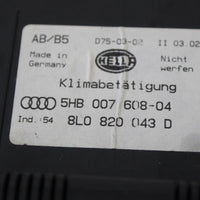 AB/B5 D75-03-02 11 03.02
Made in Germany HELLA Nicht werfen
Klimabetätigung
5HB 007 608-04
Ind. 54 8L0 820 043 D